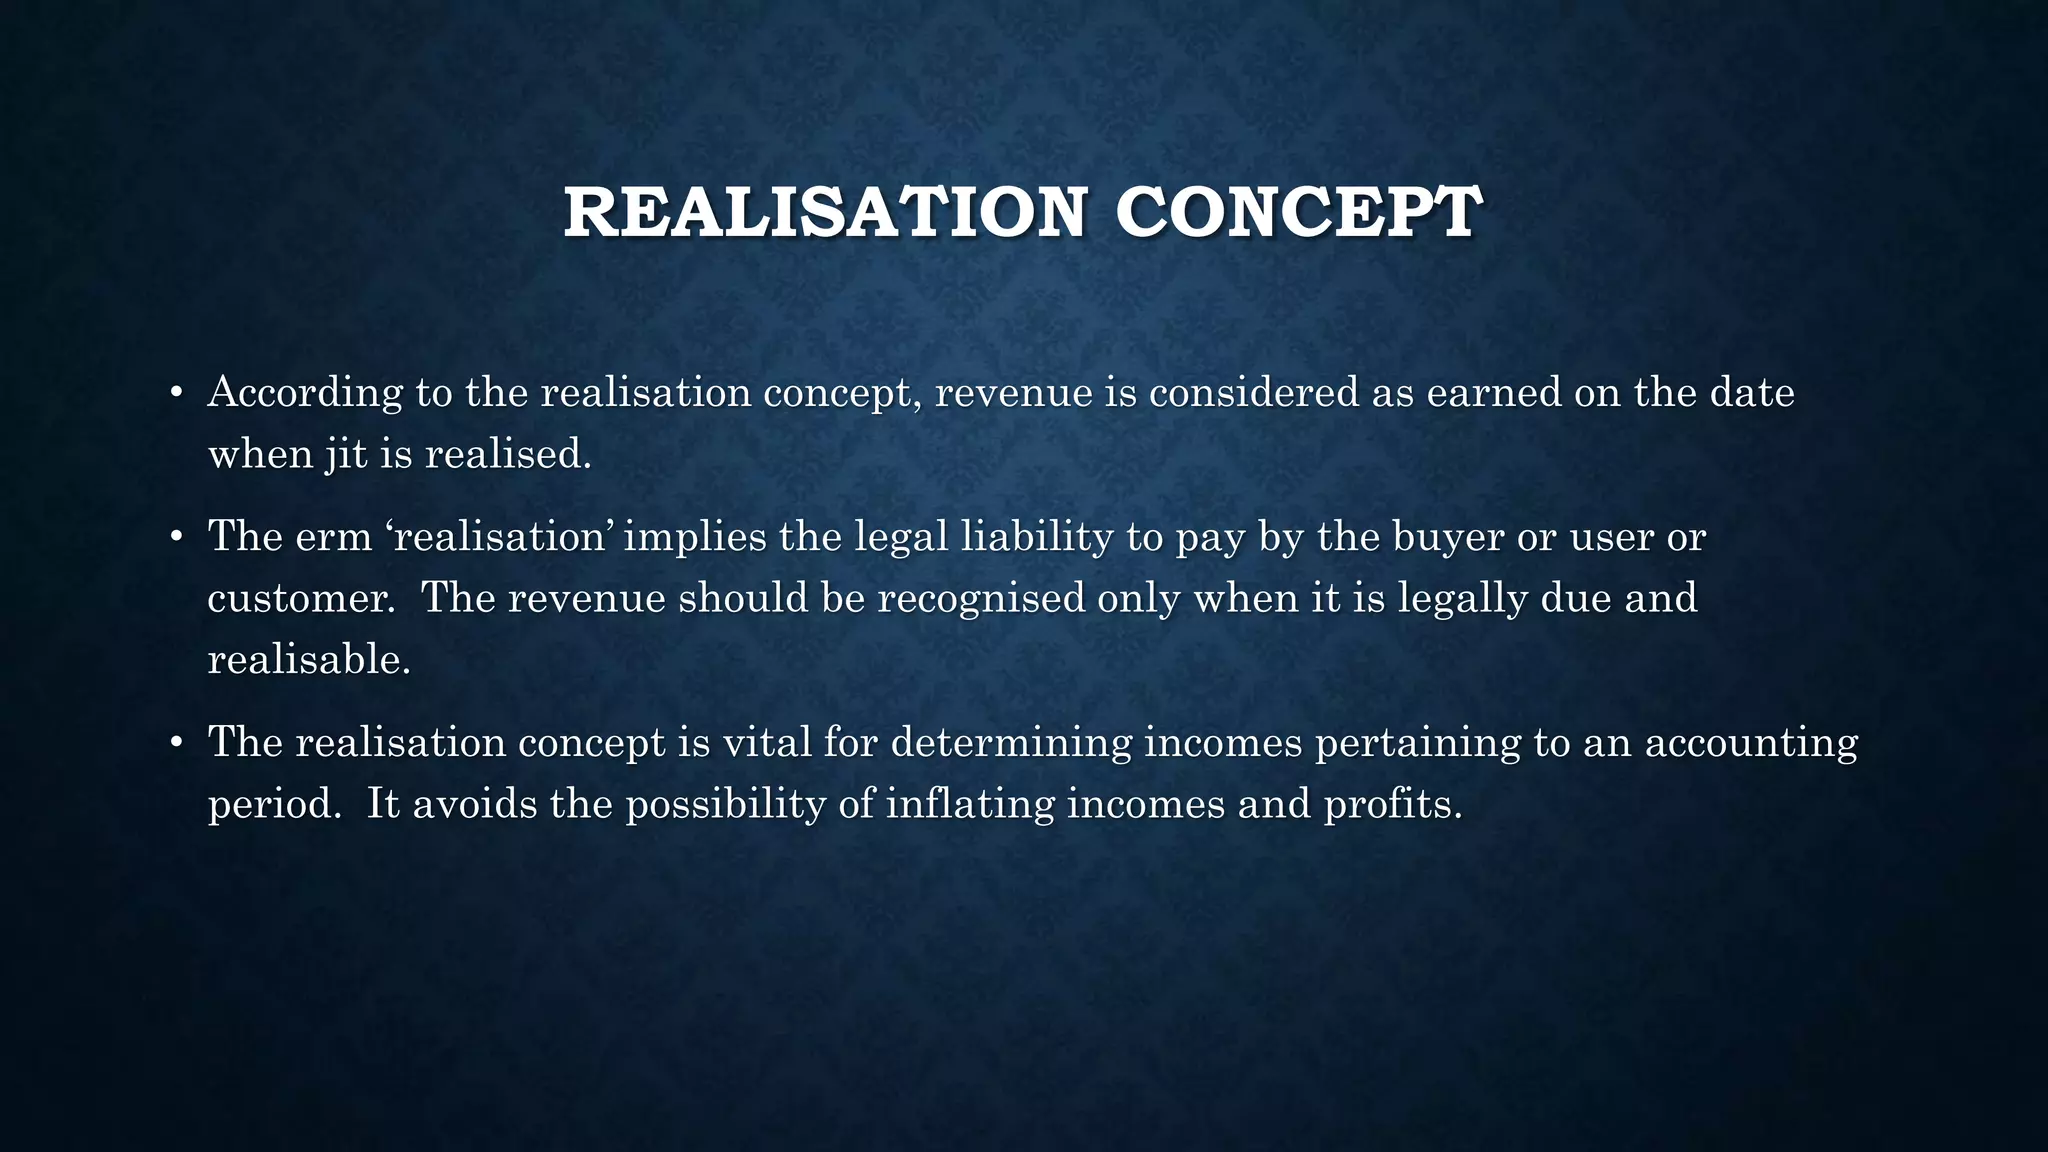 REALISATION CONCEPT
• According to the realisation concept, revenue is considered as earned on the date
when jit is realised.
• The erm ‘realisation’ implies the legal liability to pay by the buyer or user or
customer.  The revenue should be recognised only when it is legally due and
realisable.
• The realisation concept is vital for determining incomes pertaining to an accounting
period.  It avoids the possibility of inflating incomes and profits.